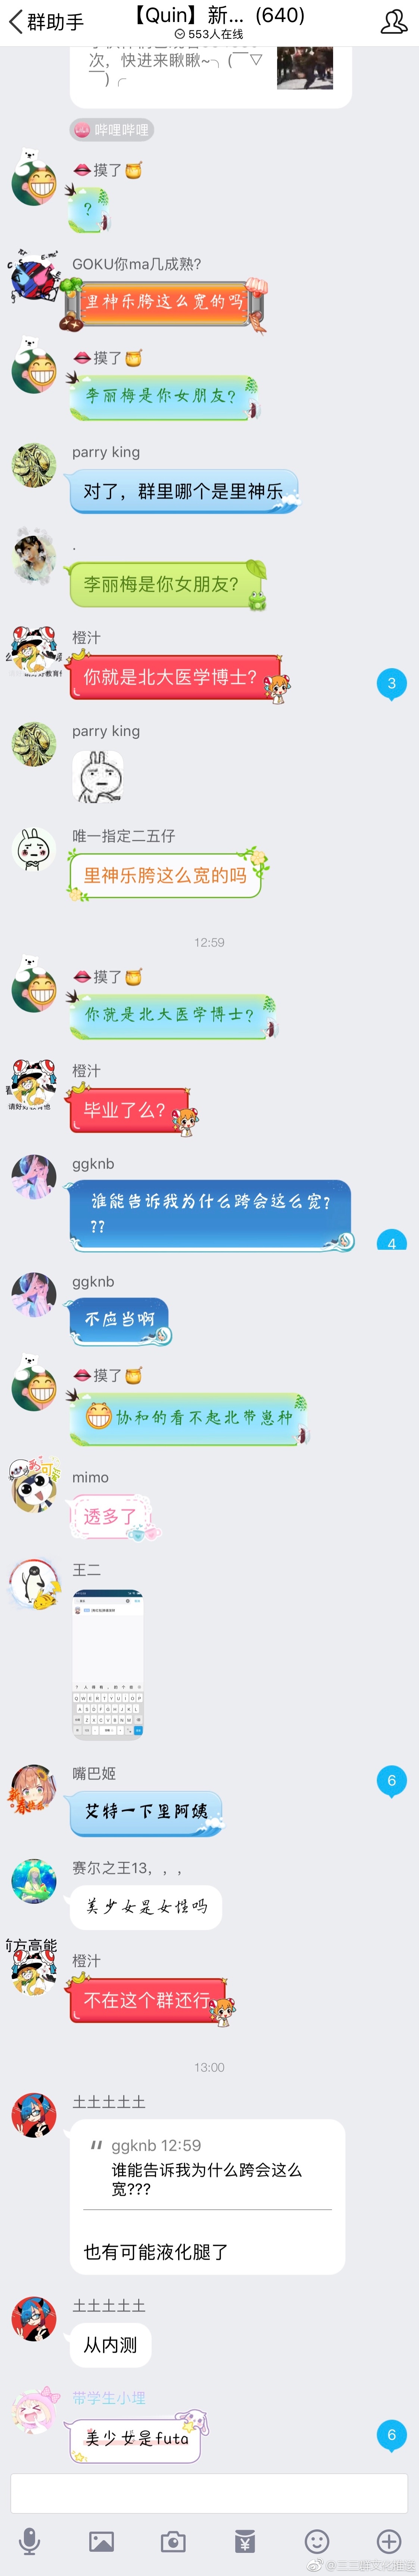 群助手
【Quin】新... (640)
553人在线
次，快进来瞅瞅~╮(￣▽
￣)╭
哔哩哔哩
👄摸了🍯
?
GOKU你ma几成熟?
里神乐胯这么宽的吗
👄摸了🍯
李丽梅是你女朋友?
parry king
对了，群里哪个是里神乐
.
李丽梅是你女朋友?
橙汁
你就是北大医学博士?
3
parry king
唯一指定二五仔
里神乐胯这么宽的吗
12:59
👄摸了🍯
你就是北大医学博士?
橙汁
请好好教育他
毕业了么?
ggknb
谁能告诉我为什么跨会这么宽?
??
4
ggknb
不应当啊
👄摸了🍯
😁协和的看不起北带崽种
mimo
透多了
王二
嘴巴姬
6
艾特一下里阿姨
赛尔之王13，，，
美少女是女性吗
前方高能
橙汁
不在这个群还行
13:00
土土土土土
ggknb 12:59
谁能告诉我为什么跨会这么
宽???
也有可能液化腿了
土土土土土
从内测
带学生小埋
美少女是futa
6